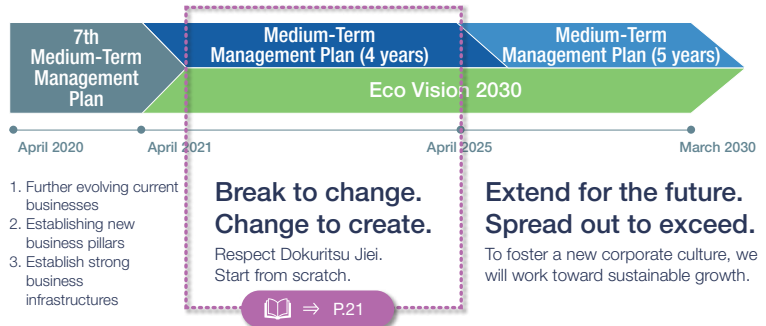 7th
Medium-Term
Management
Plan
Medium-Term
Management Plan (4 years)
Medium-Term
Management Plan (5 years)
Eco Vision 2030
April 2020
April 2021
April 2025
March 2030
1. Further evolving current
businesses
2. Establishing new
business pillars
3. Establish strong
business
infrastructures
Break to change.
Change to create.
Respect Dokuritsu Jiei.
Start from scratch.
⇒ P.21
Extend for the future.
Spread out to exceed.
To foster a new corporate culture, we
will work toward sustainable growth.